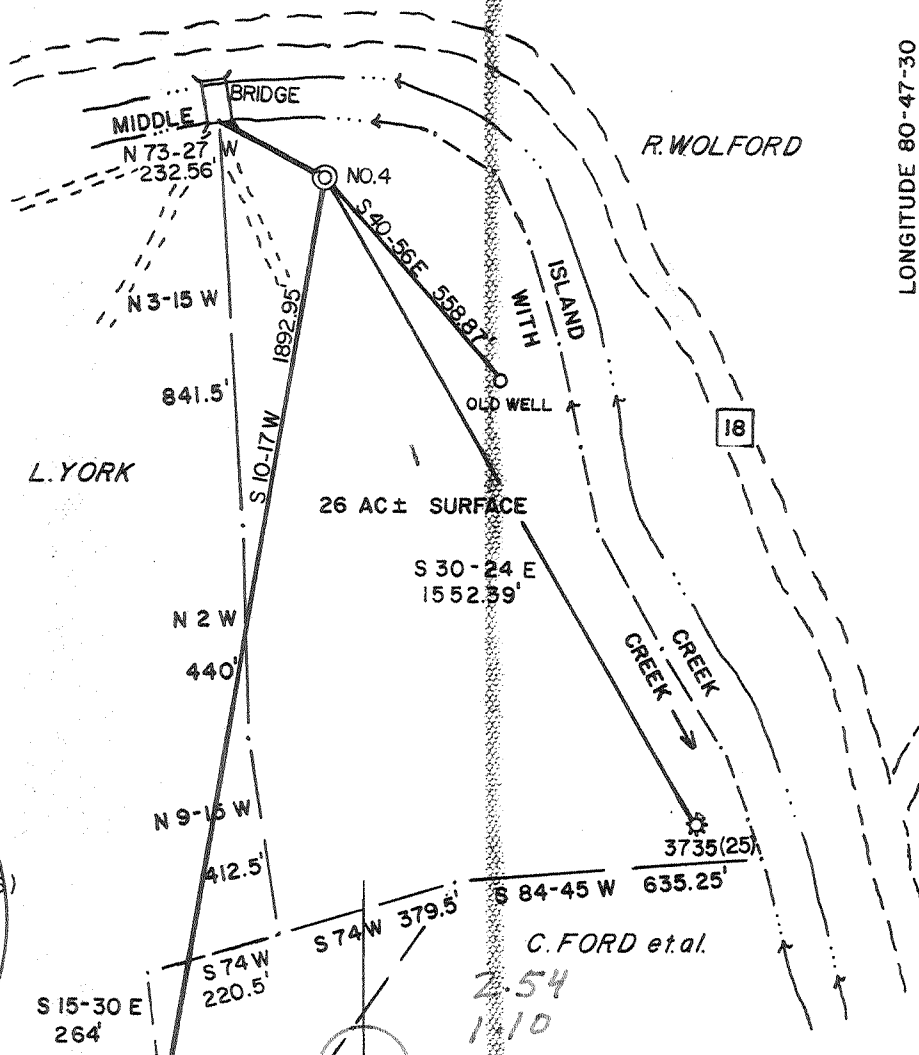 LONGITUDE 80-47-30
BRIDGE
MIDDLE
N 73-27 W
232.56'
R. WOLFORD
NO.4
S 40-56 E 558.87'
ISLAND
WITH
N 3-15 W
1892.95'
841.5'
OLD WELL
18
S 10-17 W
L. YORK
26 AC ± SURFACE
S 30-24 E
1552.39'
N 2 W
440'
CREEK
CREEK
N 9-15 W
412.5'
3735(25)
S 84-45 W 635.25'
S 74 W 379.5'
S 74 W
220.5'
C. FORD et.al.
S 15-30 E
264'
2.54
1.10